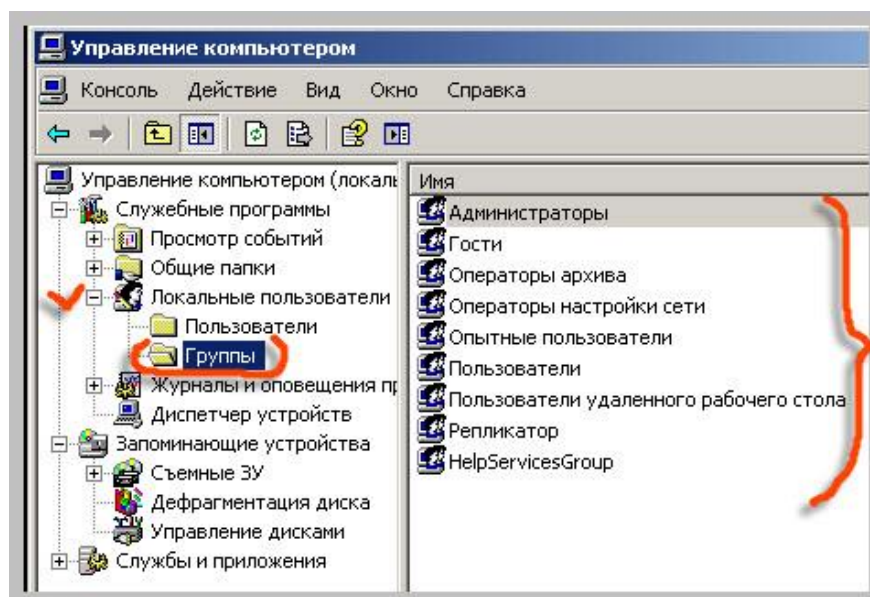 Управление компьютером
Консоль Действие Вид Окно Справка
Управление компьютером (локаль
Служебные программы
Просмотр событий
Общие папки
Локальные пользователи
Пользователи
Группы
Журналы и оповещения пр
Диспетчер устройств
Запоминающие устройства
Съемные ЗУ
Дефрагментация диска
Управление дисками
Службы и приложения
Имя
Администраторы
Гости
Операторы архива
Операторы настройки сети
Опытные пользователи
Пользователи
Пользователи удаленного рабочего стола
Репликатор
HelpServicesGroup